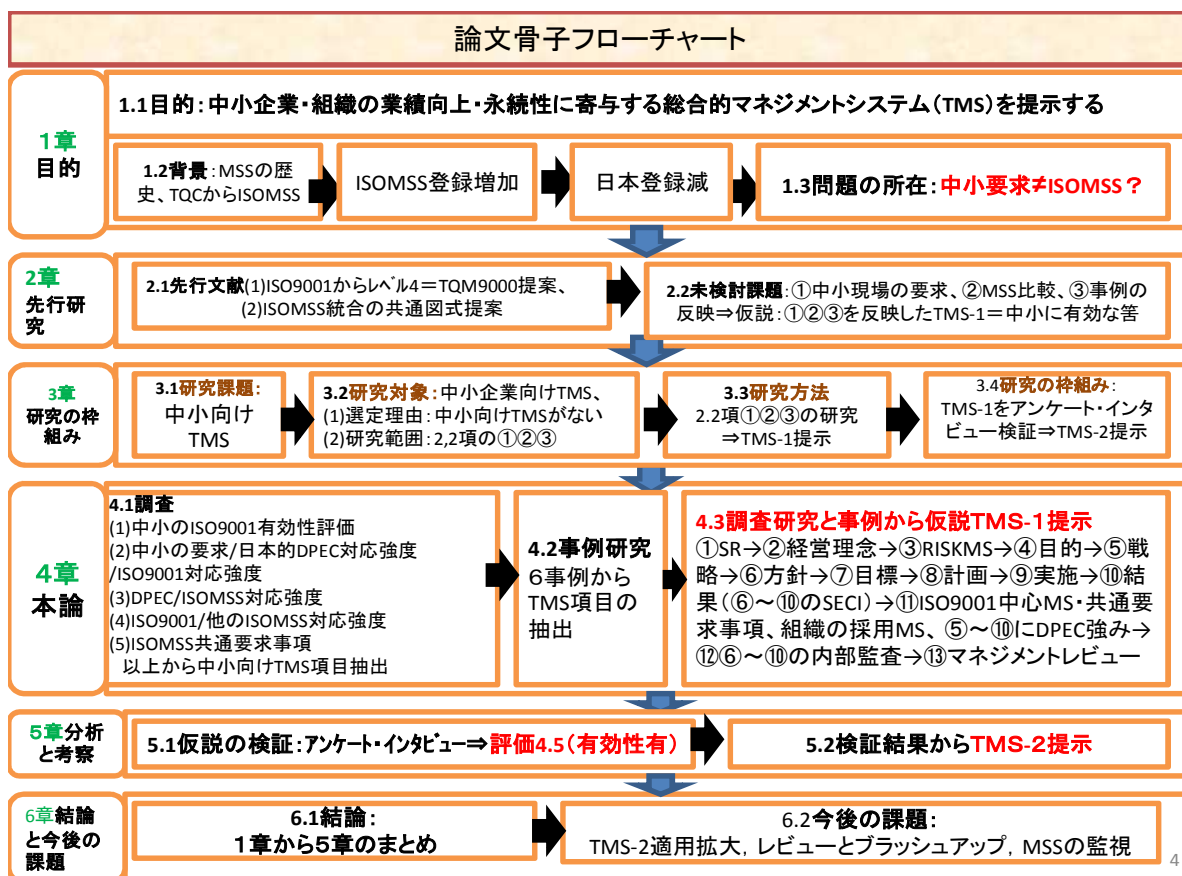 論文骨子フローチャート
1章
目的
1.1目的：中小企業・組織の業績向上・永続性に寄与する総合的マネジメントシステム（TMS）を提示する
1.2背景：MSSの歴
史、TQCからISOMSS
ISOMSS登録増加
日本登録減
1.3問題の所在：中小要求≠ISOMSS？
2章
先行研
究
2.1先行文献(1)ISO9001からﾚﾍﾞﾙ4＝TQM9000提案、
(2)ISOMSS統合の共通図式提案
2.2未検討課題：①中小現場の要求、②MSS比較、③事例の
反映⇒仮説：①②③を反映したTMS-1＝中小に有効な筈
3章
研究の枠
組み
3.1研究課題：
中小向け
TMS
3.2研究対象：中小企業向けTMS、
(1)選定理由：中小向けTMSがない
(2)研究範囲：2,2項の①②③
3.3研究方法
2.2項①②③の研究
⇒TMS-1提示
3.4研究の枠組み：
TMS-1をアンケート・インタ
ビュー検証⇒TMS-2提示
4章
本論
4.1調査
(1)中小のISO9001有効性評価
(2)中小の要求/日本的DPEC対応強度
/ISO9001対応強度
(3)DPEC/ISOMSS対応強度
(4)ISO9001/他のISOMSS対応強度
(5)ISOMSS共通要求事項
以上から中小向けTMS項目抽出
4.2事例研究
６事例から
TMS項目の
抽出
4.3調査研究と事例から仮説TMS-1提示
①SR→②経営理念→③RISKMS→④目的→⑤戦
略→⑥方針→⑦目標→⑧計画→⑨実施→⑩結
果（⑥～⑩のSECI）→⑪ISO9001中心MS・共通要
求事項、組織の採用MS、⑤～⑩にDPEC強み→
⑫⑥～⑩の内部監査→⑬マネジメントレビュー
5章分析
と考察
5.1仮説の検証：ｱﾝｹｰﾄ・ｲﾝﾀﾋﾞｭｰ⇒評価4.5（有効性有）
5.2検証結果からTMS-2提示
6章結論
と今後の
課題
6.1結論：
１章から５章のまとめ
6.2今後の課題：
TMS-2適用拡大，レビューとブラッシュアップ，MSSの監視
4